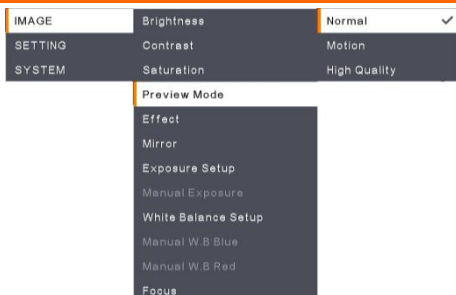 IMAGE
SETTING
SYSTEM
Brightness
Contrast
Saturation
Preview Mode
Effect
Mirror
Exposure Setup
Manual Exposure
White Balance Setup
Manual W.B Blue
Manual W.B Red
Focus
Normal
Motion
High Quality